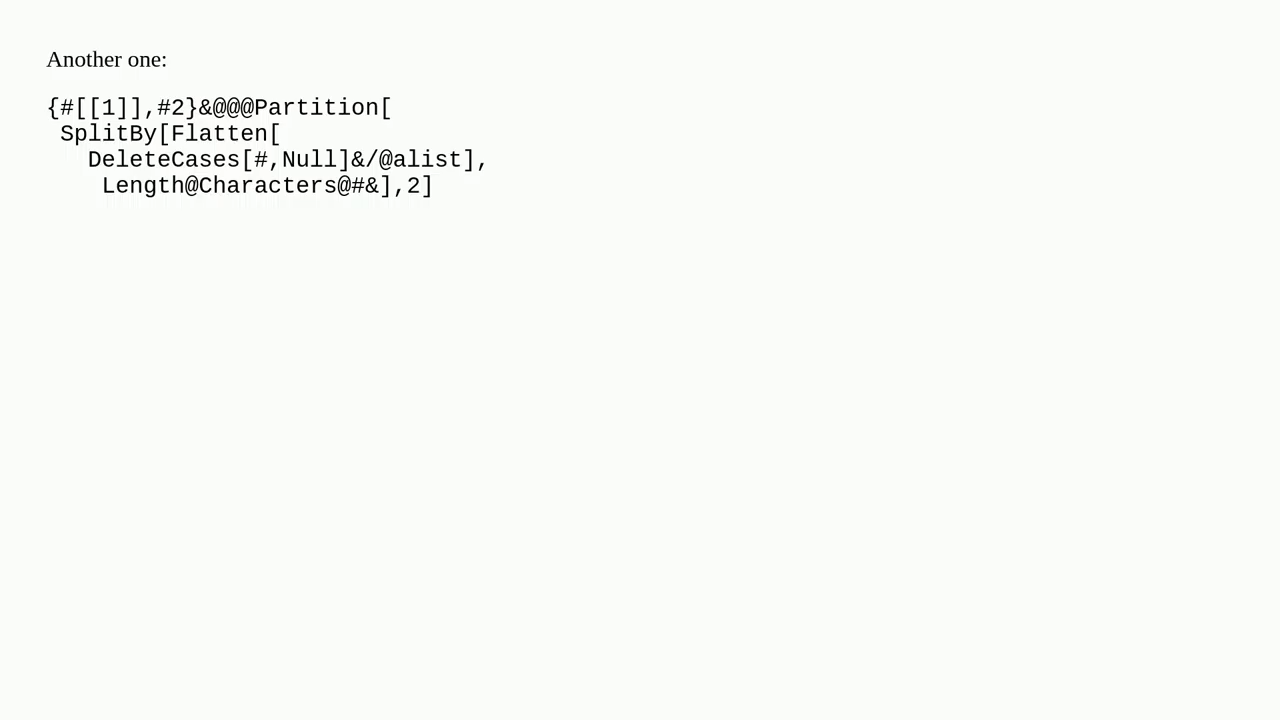 Another one:
{#[[1]],#2}&@@@Partition[
 SplitBy[Flatten[
   DeleteCases[#,Null]&/@alist],
    Length@Characters@#&],2]